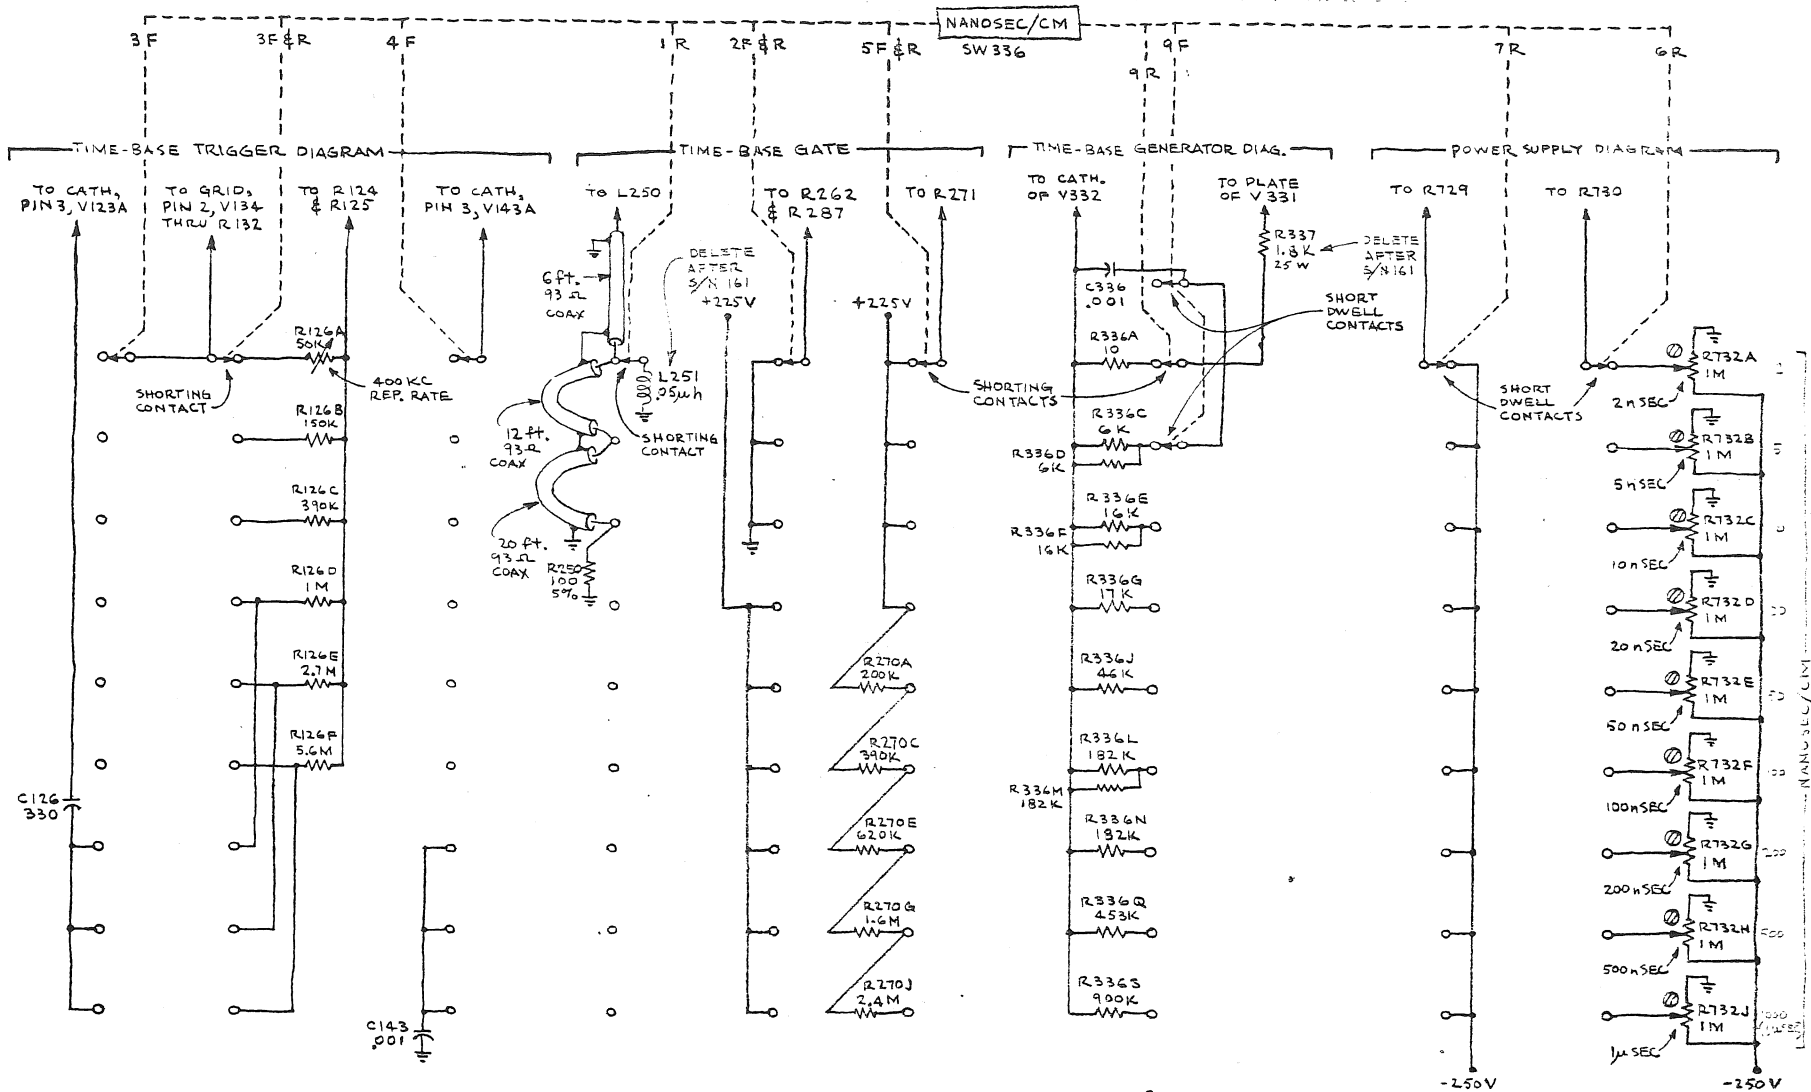 NANOSEC/CM
SW336
3F
3F&R
4F
1R
2F&R
5F&R
9R
9F
7R
6R
TIME-BASE TRIGGER DIAGRAM
TIME-BASE GATE
TIME-BASE GENERATOR DIAG.
POWER SUPPLY DIAGRAM
TO CATH,
PIN 3, V123A
TO GRID,
PIN 2, V134
THRU R132
TO R124
& R125
TO CATH,
PIN 3, V143A
TO L250
TO R262
& R287
TO R271
TO CATH.
OF V332
TO PLATE
OF V331
TO R729
TO R730
R126A
50K
400KC
REP. RATE
SHORTING
CONTACT
R126B
150K
R126C
390K
R126D
1M
R126E
2.7M
R126F
5.6M
C126
330
C143
.001
6ft.
93Ω
COAX
12ft.
93Ω
COAX
20ft.
93Ω
COAX
R250
100
5%
DELETE
AFTER
S/N 161
L251
.25µh
SHORTING
CONTACT
+225V
+225V
SHORTING
CONTACTS
R270A
200K
R270C
390K
R270E
620K
R270G
1.6M
R270J
2.4M
C336
.001
R337
1.8K
25W
DELETE
AFTER
S/N 161
SHORT
DWELL
CONTACTS
R336A
10
R336C
6K
R336D
6K
R336E
16K
R336F
16K
R336G
17K
R336J
46K
R336L
182K
R336M
182K
R336N
182K
R336Q
453K
R336S
900K
SHORT
DWELL
CONTACTS
R732A
1M
2nSEC
R732B
1M
5nSEC
5
R732C
1M
10nSEC
R732D
1M
20nSEC
R732E
1M
50nSEC
R732F
1M
100nSEC
R732G
1M
200nSEC
200
R732H
1M
500nSEC
500
R732J
1M
1µSEC
1000
NANOSEC/CM
-250V
-250V